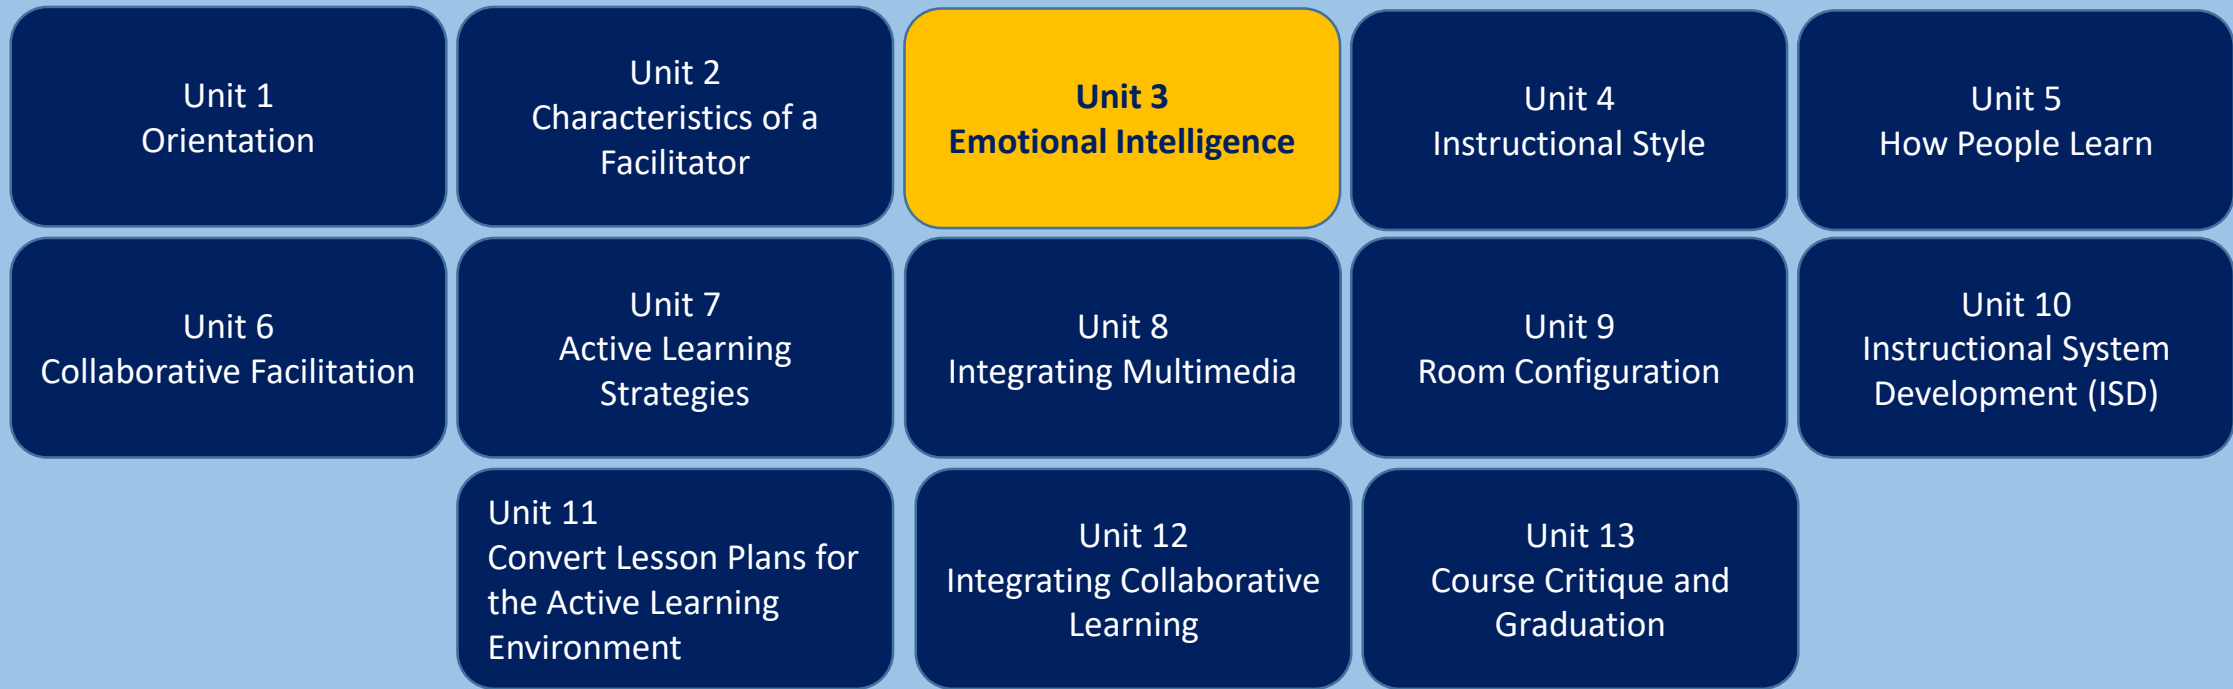 Unit 1
Orientation
Unit 2
Characteristics of a
Facilitator
Unit 3
Emotional Intelligence
Unit 4
Instructional Style
Unit 5
How People Learn
Unit 6
Collaborative Facilitation
Unit 7
Active Learning
Strategies
Unit 8
Integrating Multimedia
Unit 9
Room Configuration
Unit 10
Instructional System
Development (ISD)
Unit 11
Convert Lesson Plans for
the Active Learning
Environment
Unit 12
Integrating Collaborative
Learning
Unit 13
Course Critique and
Graduation